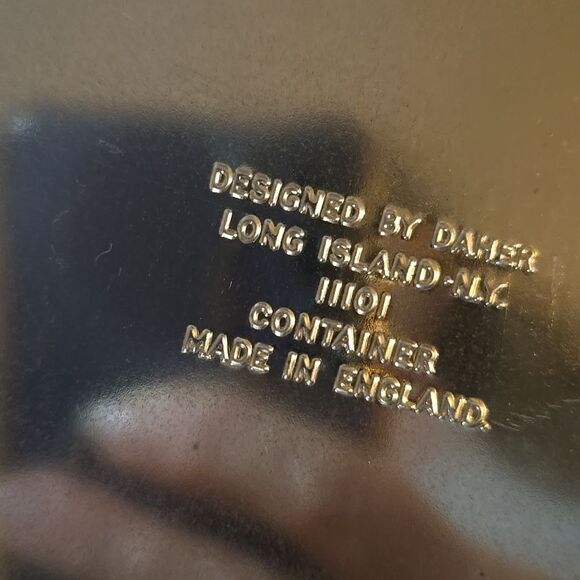 DESIGNED BY DAHER
LONG ISLAND-N.Y.
11101
CONTAINER
MADE IN ENGLAND.